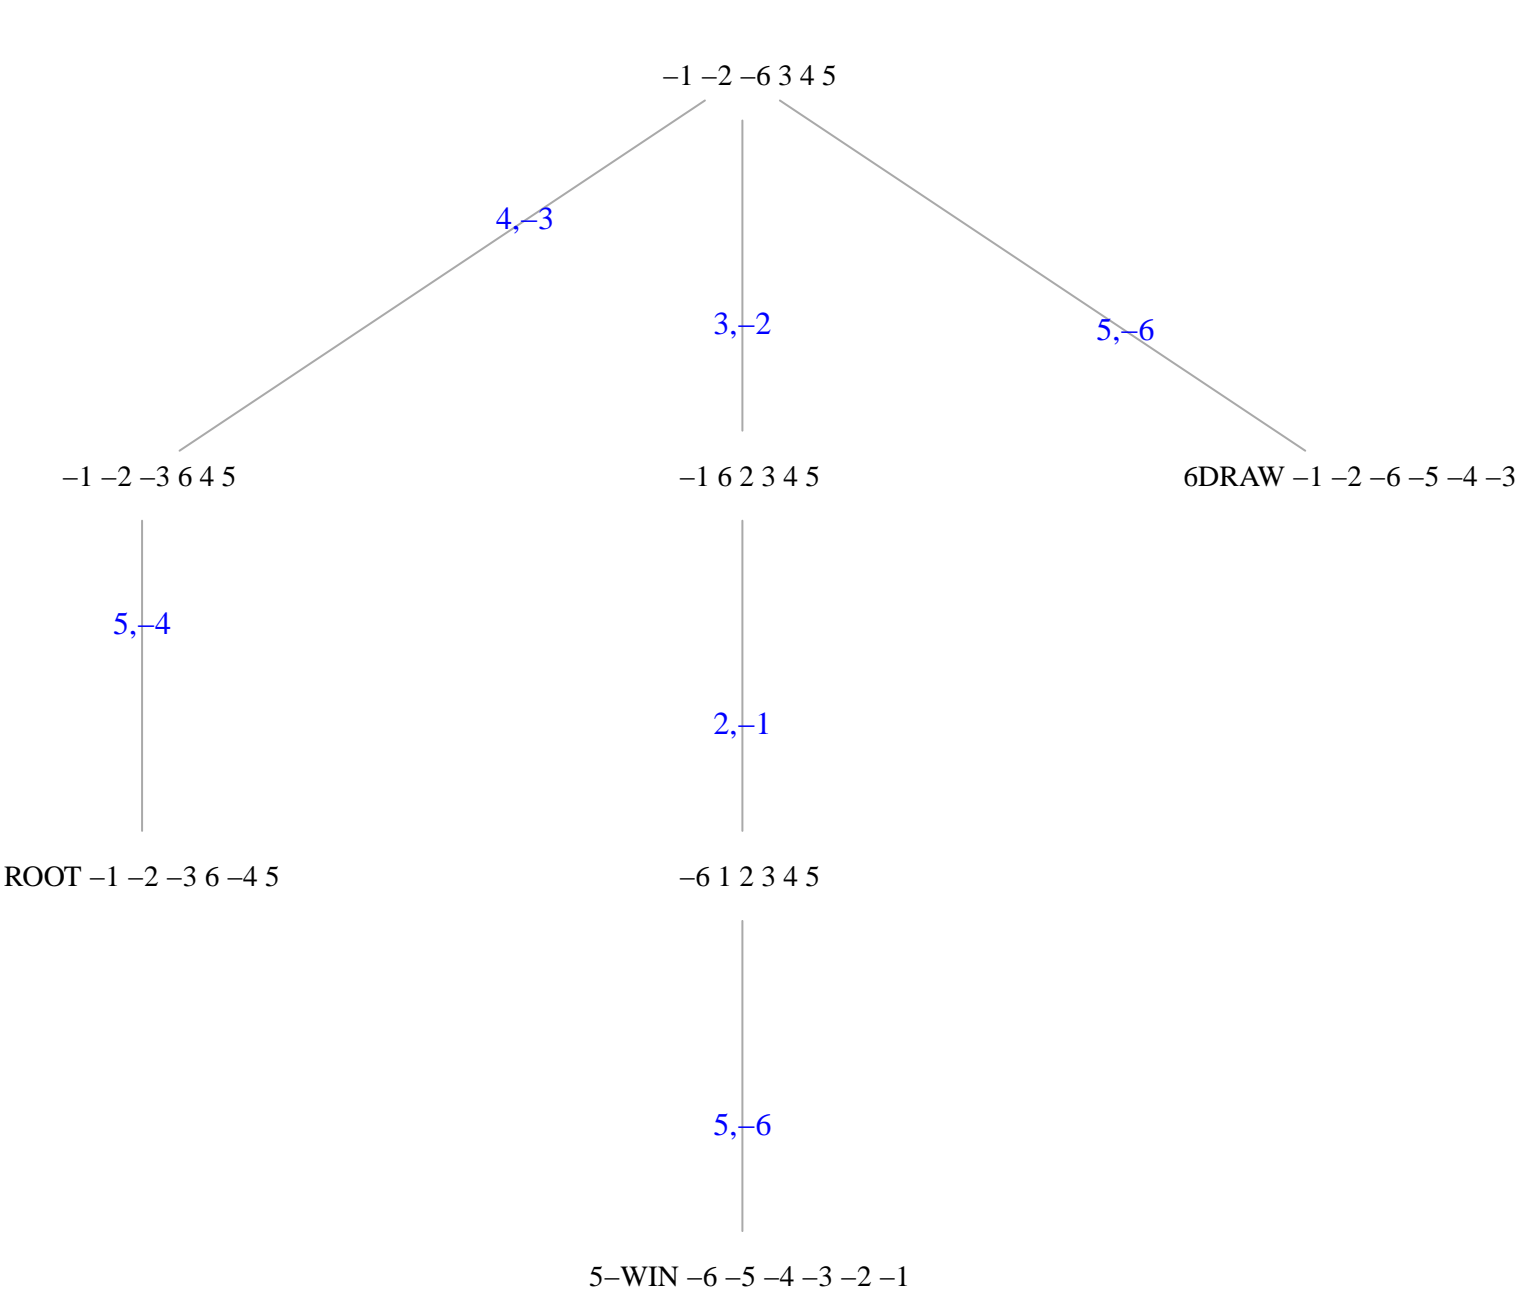 –1 –2 –6 3 4 5
4,–3
3,–2
5,–6
–1 –2 –3 6 4 5
–1 6 2 3 4 5
6DRAW –1 –2 –6 –5 –4 –3
5,–4
2,–1
ROOT –1 –2 –3 6 –4 5
–6 1 2 3 4 5
5,–6
5–WIN –6 –5 –4 –3 –2 –1